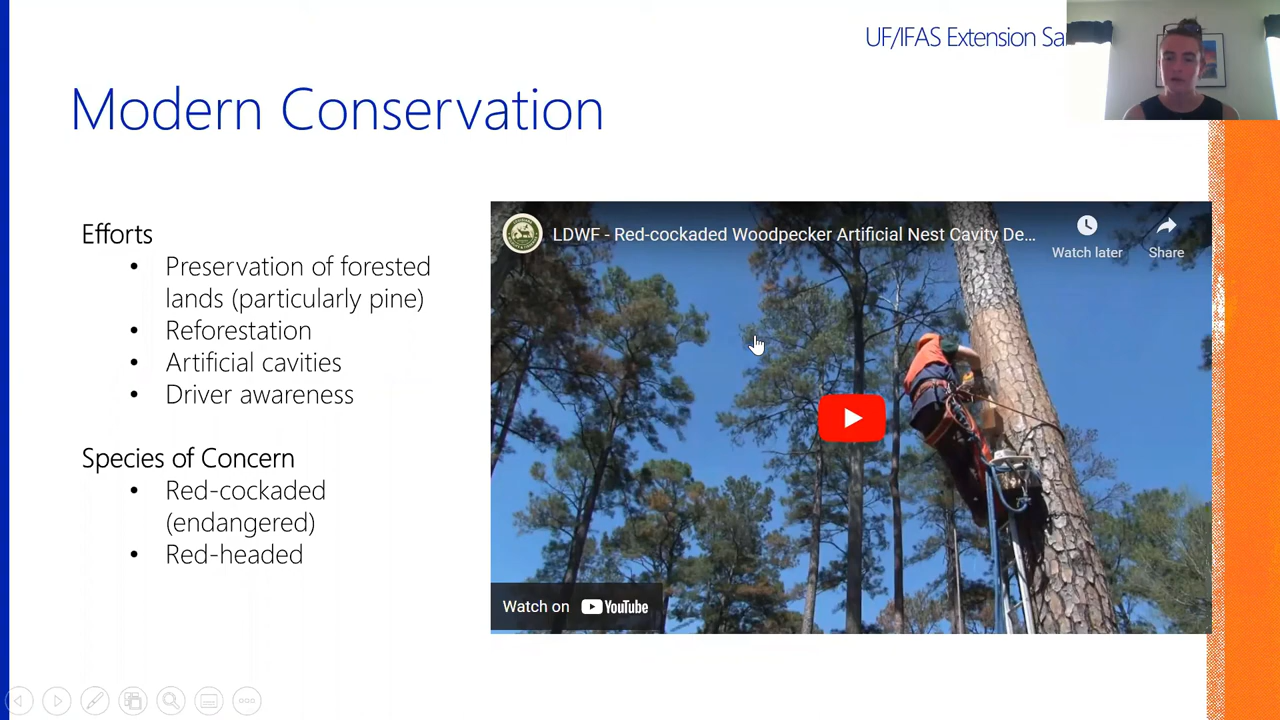 UF/IFAS Extension
Modern Conservation
Efforts
• Preservation of forested
lands (particularly pine)
• Reforestation
• Artificial cavities
• Driver awareness
Species of Concern
• Red-cockaded
(endangered)
• Red-headed
LDWF - Red-cockaded Woodpecker Artificial Nest Cavity De...
Watch later
Share
Watch on YouTube